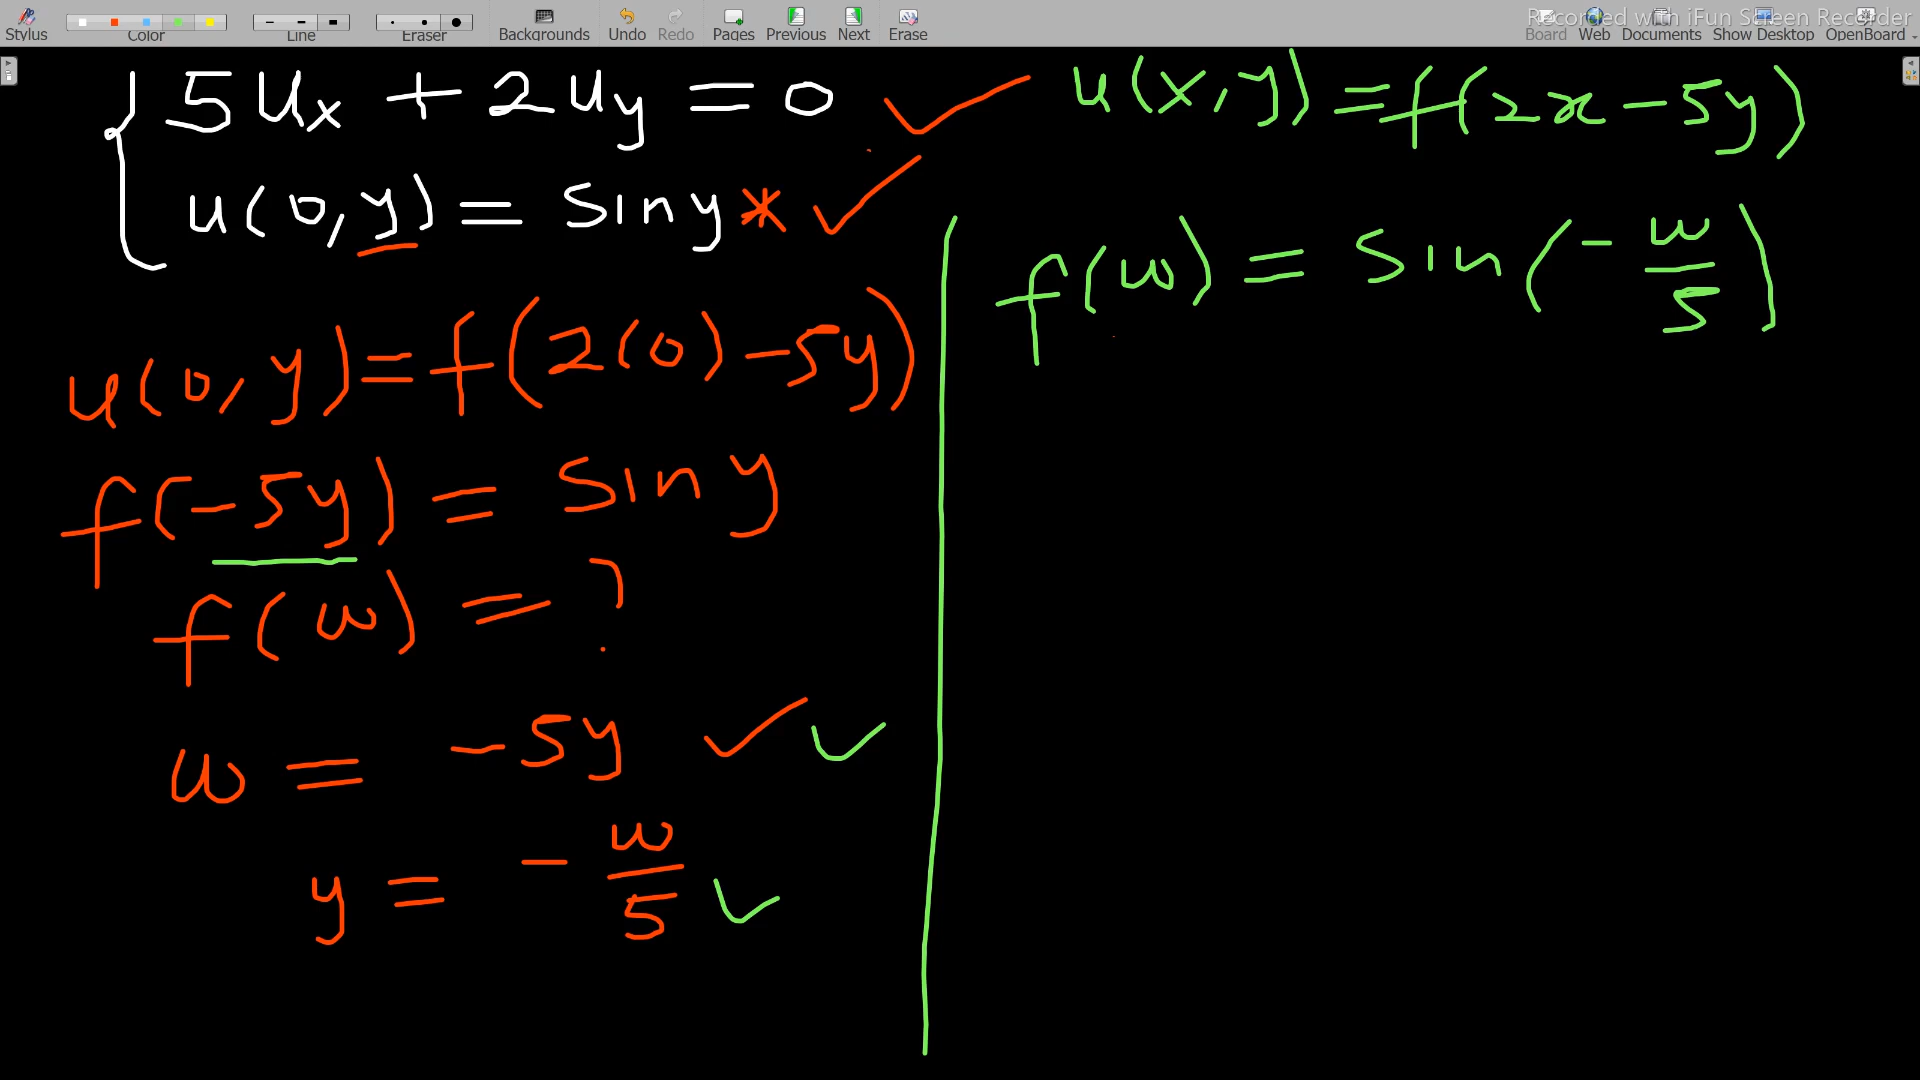 Recorded with iFun Screen Recorder
Stylus Color Line Eraser Backgrounds Undo Redo Pages Previous Next Erase Board Web Documents Show Desktop OpenBoard
5Ux + 2Uy = 0
u(0, y) = Sin y *
u(0, y) = f(2(0) - 5y)
f(-5y) = Sin y
f(w) = ?
w = -5y
y = - w/5
u(x, y) = f(2x - 5y)
f(w) = Sin(- w/5)